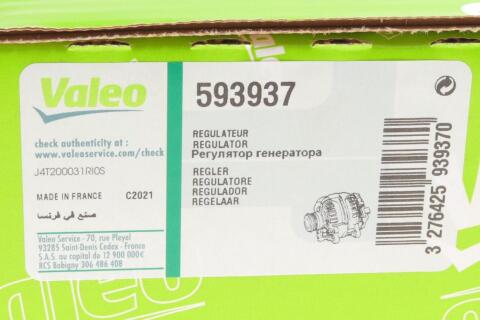 Valeo
check authenticity at :
www.valeoservice.com/check
J4T200031RIOS
MADE IN FRANCE C2021
صنع في فرنسا
Valeo Service - 70, rue Pleyel
93285 Saint-Denis Cedex - France
S.A.S. au capital de 12 900 000€
RCS Bobigny 306 486 408
593937
REGULATEUR
REGULATOR
Регулятор генератора
REGLER
REGULATORE
REGULADOR
REGELAAR
3 276425 939370